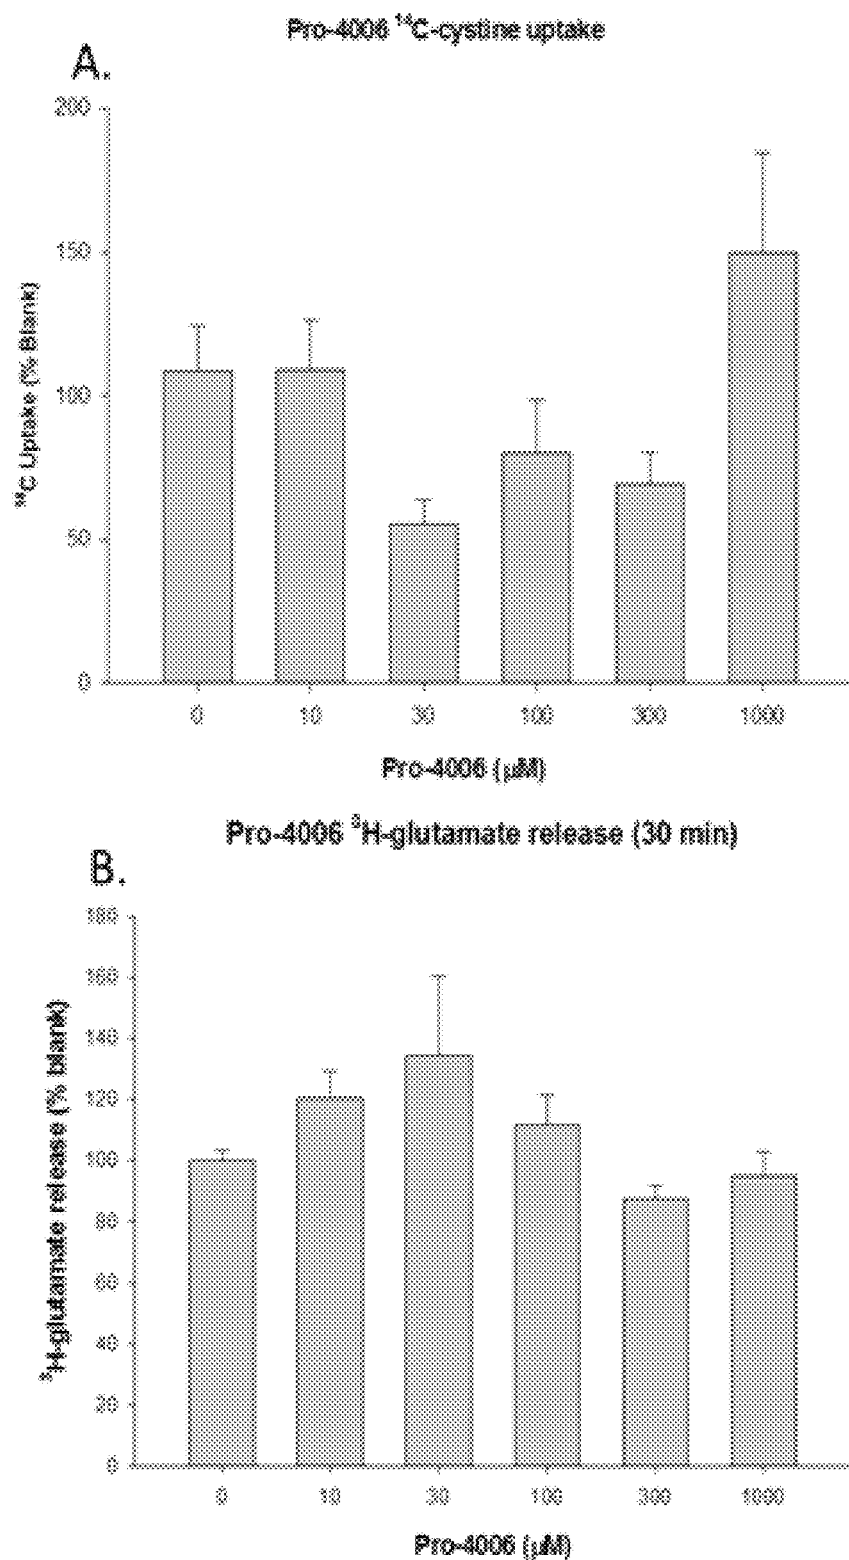 Pro-4006 ¹⁴C-cystine uptake
A.
200
150
100
50
0
¹⁴C Uptake (% Blank)
0 10 30 100 300 1000
Pro-4006 (µM)
Pro-4006 ³H-glutamate release (30 min)
B.
180
160
140
120
100
80
60
40
20
0
³H-glutamate release (% blank)
0 10 30 100 300 1000
Pro-4006 (µM)